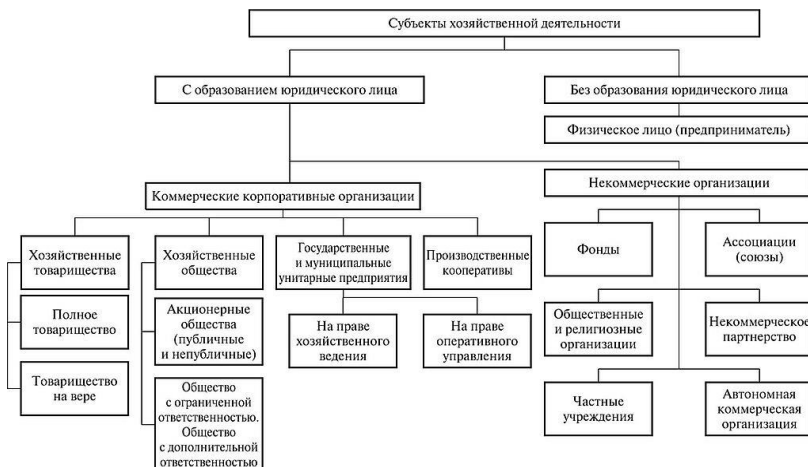 Субъекты хозяйственной деятельности
С образованием юридического лица
Без образования юридического лица
Физическое лицо (предприниматель)
Коммерческие корпоративные организации
Некоммерческие организации
Хозяйственные
товарищества
Хозяйственные
общества
Государственные
и муниципальные
унитарные предприятия
Производственные
кооперативы
Фонды
Ассоциации
(союзы)
Полное
товарищество
Акционерные
общества
(публичные
и непубличные)
На праве
хозяйственного
ведения
На праве
оперативного
управления
Общественные
и религиозные
организации
Некоммерческое
партнерство
Товарищество
на вере
Общество
с ограниченной
ответственностью.
Общество
с дополнительной
ответственностью
Частные
учреждения
Автономная
коммерческая
организация